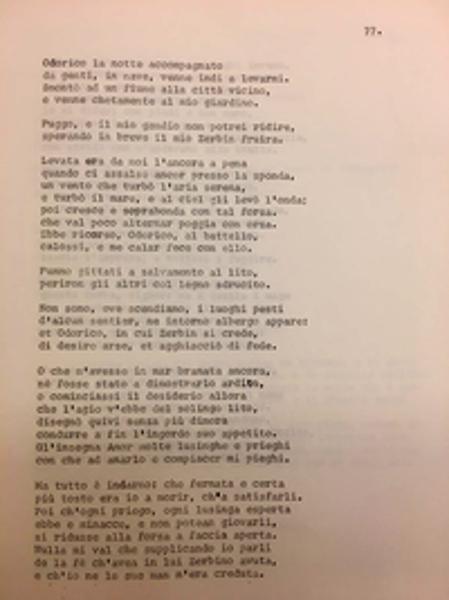 77.
Odorico la notte accompagnato
da genti, in nave, venne indi a levarmi.
Smontò ad un fiume alla città vicino,
e venne chetamente al mio giardino.
Fuggo, e il mio gaudio non potrei ridire,
sperando in breve il mio Zerbin fruire.
Levata era da noi l'ancora a pena
quando ci assalse ancor presso la sponda,
un vento che turbò l'aria serena,
e turbò il mare, e al ciel gli levò l'onda;
poi cresce e soprabonda con tal forza,
che val poco alternar poggia con orza.
Ebbe ricorso, Odorico, al battello,
calossi, e me calar fece con ello.
Fummo gittati a salvamento al lito,
periron gli altri col legno sdrucito.
Non sono, ove scendiamo, i luoghi pesti
d'alcun sentier, ne intorno albergo appare:
et Odorico, in cui Zerbin si crede,
di desire arse, et agghiacciò di fede.
O che m'avesse in mar bramata ancora,
né fosse stato a dimostrarlo ardito,
o cominciassi il desiderio allora
che l'agio v'ebbe del solingo lito,
disegnò quivi senza più dimora
condurre a fin l'ingordo suo appetito.
Gl'insegna Amor molte lusinghe e prieghi
con che ad amarlo e compiacer mi pieghi.
Ma tutto è indarno: che fermata e certa
più tosto era io a morir, ch'a satisfarli.
Poi ch'ogni priego, ogni lusinga esperta
ebbe e minacce, e non potean giovarli,
si ridusse alla forza a faccia aperta.
Nulla mi val che supplicando io parli
de la fè ch'avea in lui Zerbino avuta,
e ch'io ne le sue man m'era creduta.